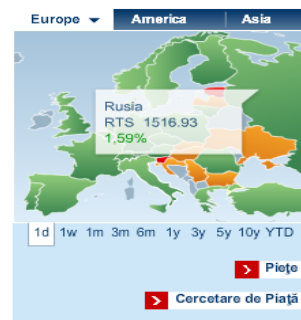 Europe America Asia
Rusia
RTS 1516.93
1,59%
1d 1w 1m 3m 6m 1y 3y 5y 10y YTD
Pieţe
Cercetare de Piaţă